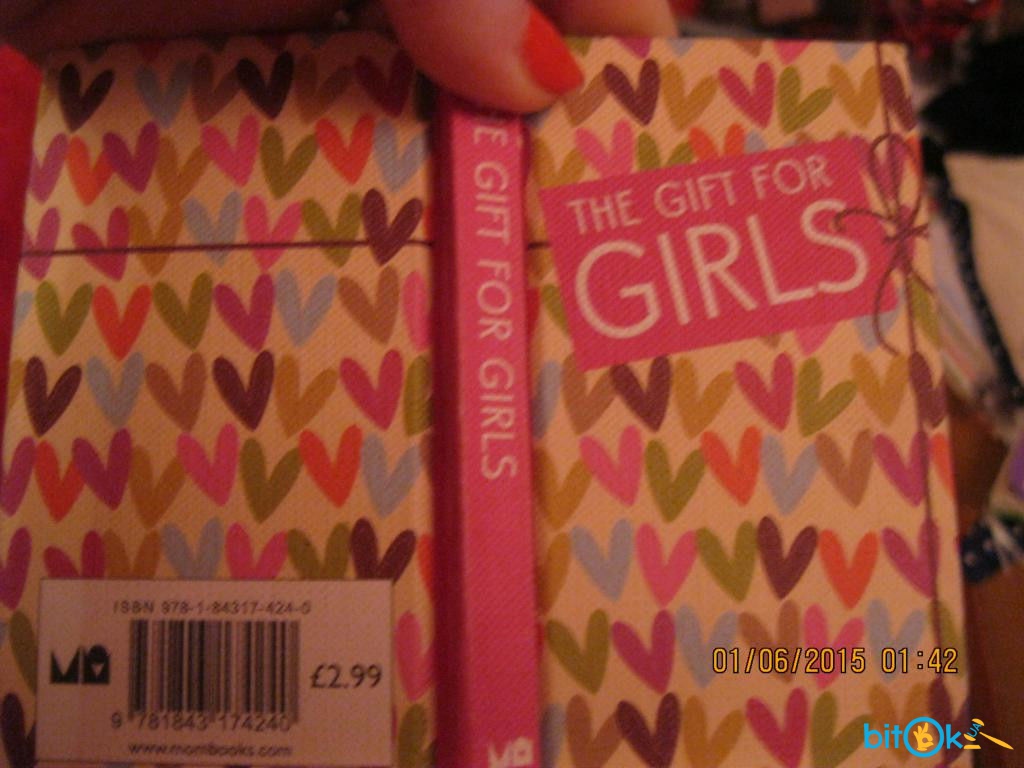 THE GIFT FOR
GIRLS
E GIFT FOR GIRLS
ISBN 978-1-84317-424-0
£2.99
9 781843 174240
www.mombooks.com
01/06/2015 01:42
bitOk
UA